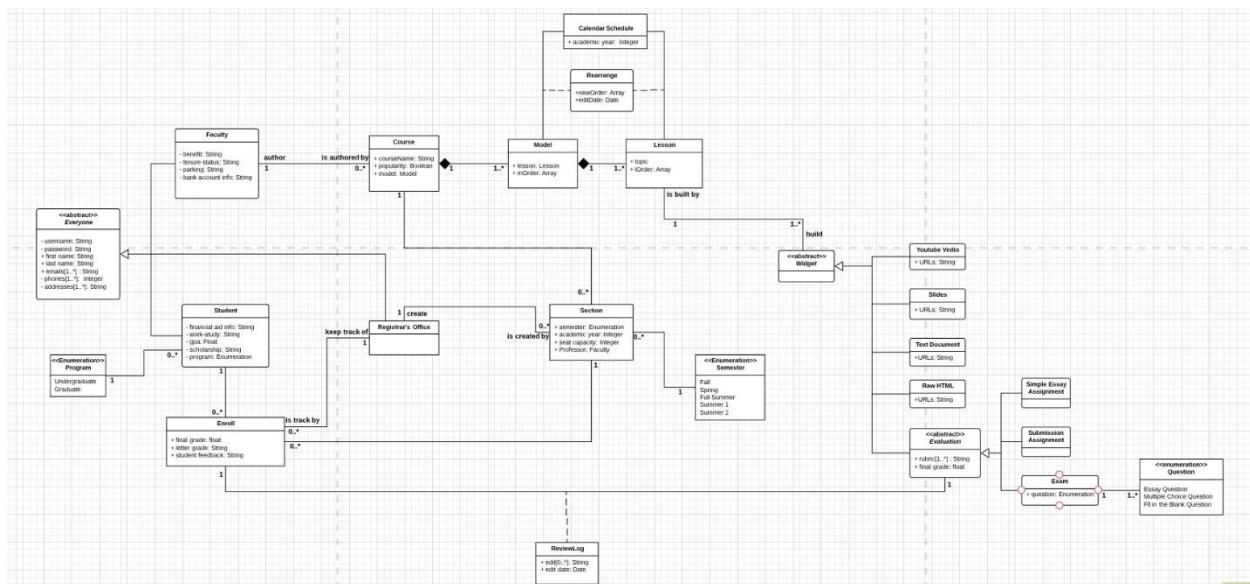 Calendar Schedule
+ academic year: Integer
Rearrange
+newOrder: Array
+editDate: Date
Faculty
- benefit: String
- tenure status: String
- parking: String
- bank account info: String
author
1
is authored by
0..*
Course
+ courseName: String
+ popularity: Boolean
+ model: Model
1
1
1..*
Model
+ lesson: Lesson
+ mOrder: Array
1
1..*
Lesson
+ topic
+ lOrder: Array
is built by
1
1..*
build
<<abstract>>
Everyone
- username: String
- password: String
+ first name: String
+ last name: String
+ emails[1..*] : String
- phones[1..*]: Integer
- addresses[1..*]: String
<<abstract>>
Widget
Youtube Vedio
+ URLs: String
Slides
+ URLs: String
Text Document
+URLs: String
Raw HTML
+URLs: String
Student
- financial aid info: String
- work-study: String
- gpa: Float
- scholarship: String
- program: Enumeration
0..*
1
<<Enumeration>>
Program
Undergraduate
Graduate
1
keep track of
1
Registrar's Office
1
create
0..*
is created by
0..*
Section
+ semester: Enumeration
+ academic year: Integer
+ seat capacity: Integer
+ Professor: Faculty
0..*
1
<<Enumeration>>
Semester
Fall
Spring
Full Summer
Summer 1
Summer 2
1
0..*
Enroll
+ final grade: float
+ letter grade: String
+ student feedback: String
is track by
0..*
0..*
1
<<abstract>>
Evaluation
+ rubric[1..*] : String
+ final grade: float
1
Simple Essay
Assignment
Submission
Assignment
Exam
+ question: Enumeration
1
1..*
<<enumeration>>
Question
Essay Question
Multiple Choice Question
Fil in the Blank Question
ReviewLog
+ edit[0..*]: String
+ edit date: Date